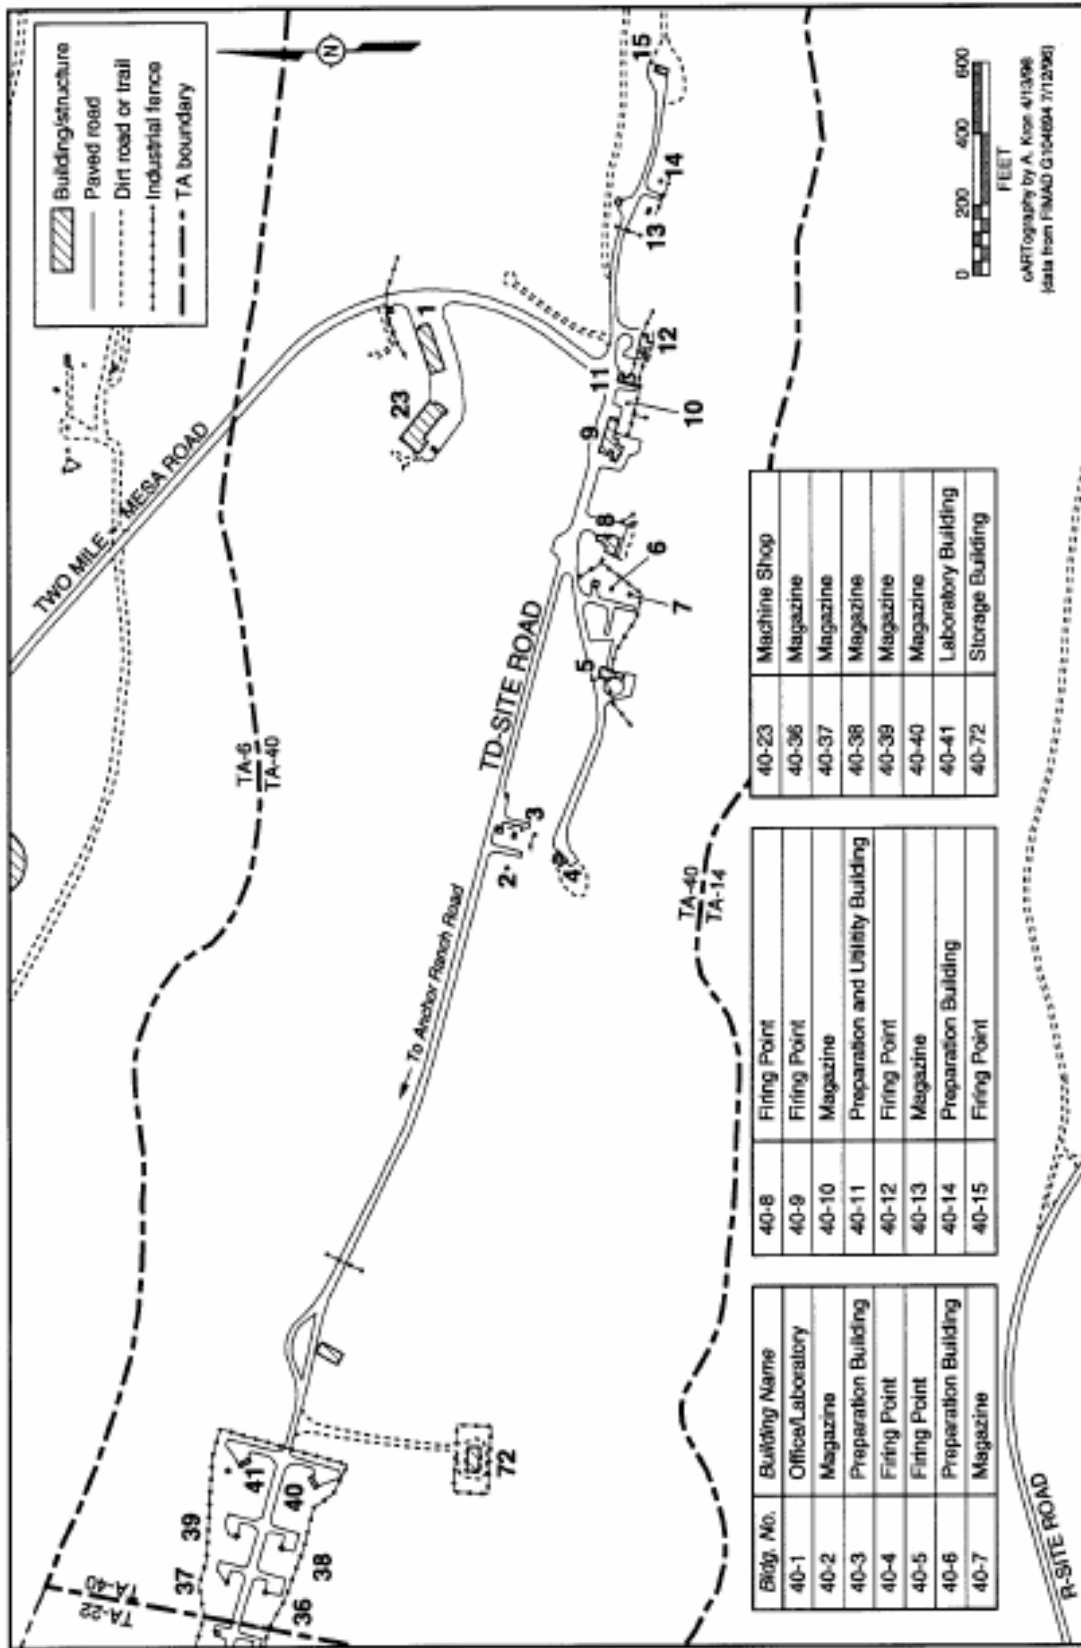 Building/structure
Paved road
Dirt road or trail
Industrial fence
TA boundary
N
TWO MILE MESA ROAD
TA-6
TA-40
TD-SITE ROAD
To Anchor Ranch Road
TA-22
TA-40
37
39
41
40
36
38
72
2
3
4
5
6
7
8
9
10
11
12
13
14
15
1
23
TA-40
TA-14
R-SITE ROAD
0 200 400 600
FEET
cARTography by A. Kron 4/13/96
(data from FIMAD G104694 7/12/96)
Bldg. No. Building Name
40-1 Office/Laboratory
40-2 Magazine
40-3 Preparation Building
40-4 Firing Point
40-5 Firing Point
40-6 Preparation Building
40-7 Magazine
40-8 Firing Point
40-9 Firing Point
40-10 Magazine
40-11 Preparation and Utilitiy Building
40-12 Firing Point
40-13 Magazine
40-14 Preparation Building
40-15 Firing Point
40-23 Machine Shop
40-36 Magazine
40-37 Magazine
40-38 Magazine
40-39 Magazine
40-40 Magazine
40-41 Laboratory Building
40-72 Storage Building